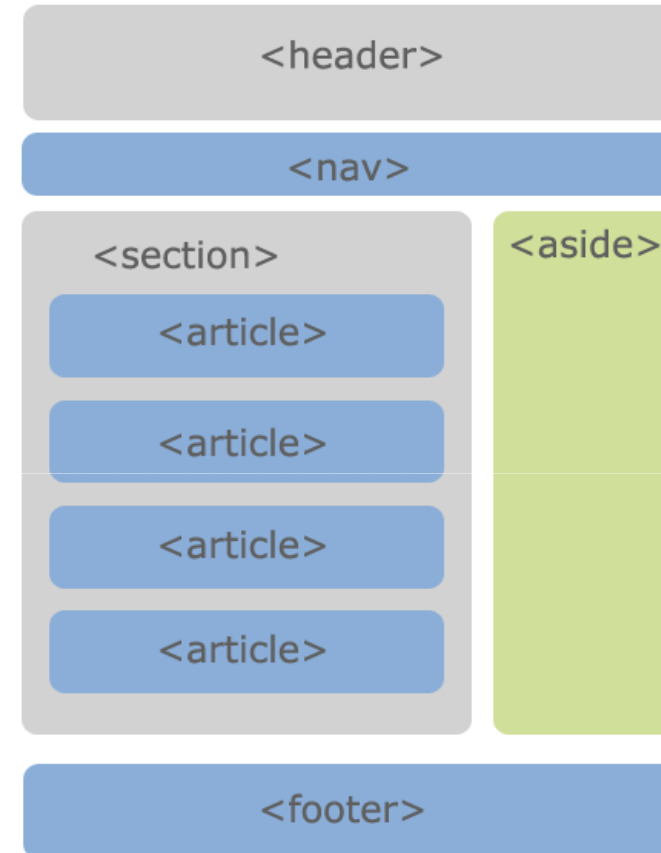 <header>
<nav>
<section>
<article>
<article>
<article>
<article>
<aside>
<footer>